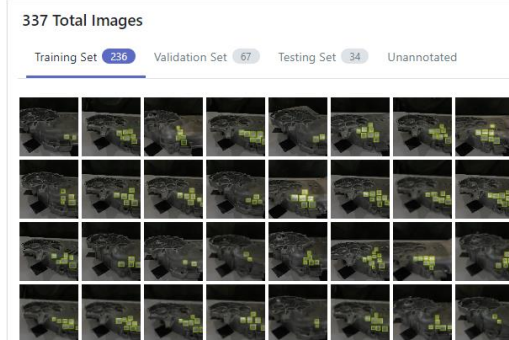 337 Total Images
Training Set 236 Validation Set 67 Testing Set 34 Unannotated